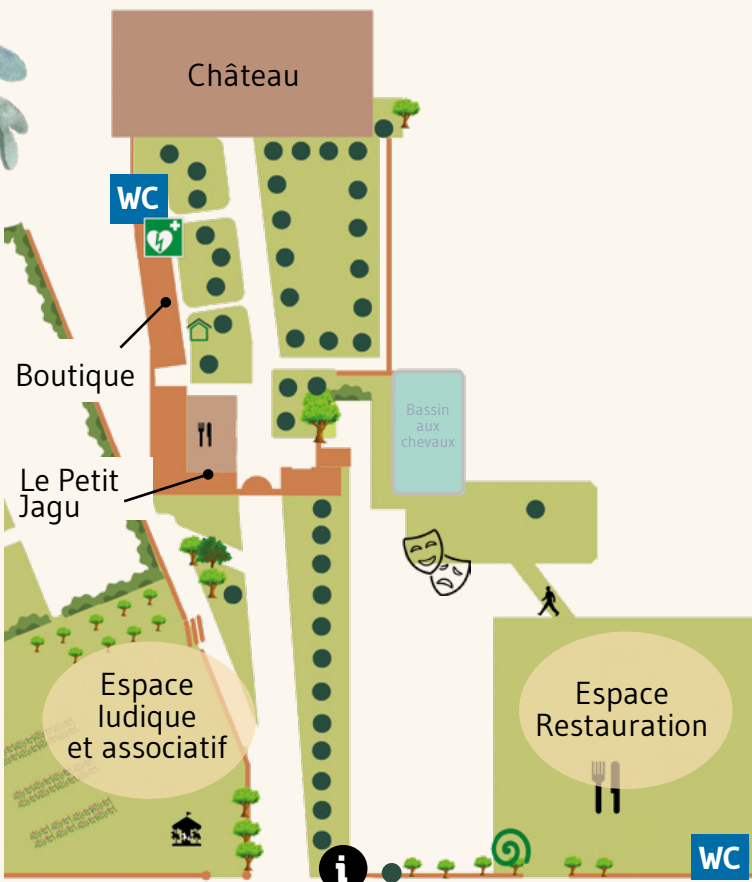 Château
WC
Boutique
Bassin
aux
chevaux
Le Petit
Jagu
Espace
ludique
et associatif
Espace
Restauration
i
WC